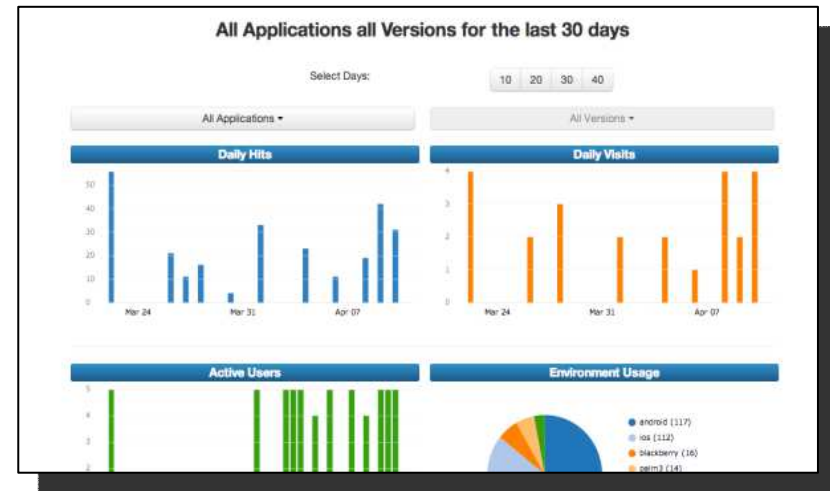 All Applications all Versions for the last 30 days
Select Days:
10 20 30 40
All Applications
All Versions
Daily Hits
Daily Visits
50
40
30
20
10
0
Mar 24 Mar 31 Apr 07
4
3
2
1
0
Mar 24 Mar 31 Apr 07
Active Users
Environment Usage
5
4
3
2
android (117)
ios (112)
blackberry (16)
palm3 (14)